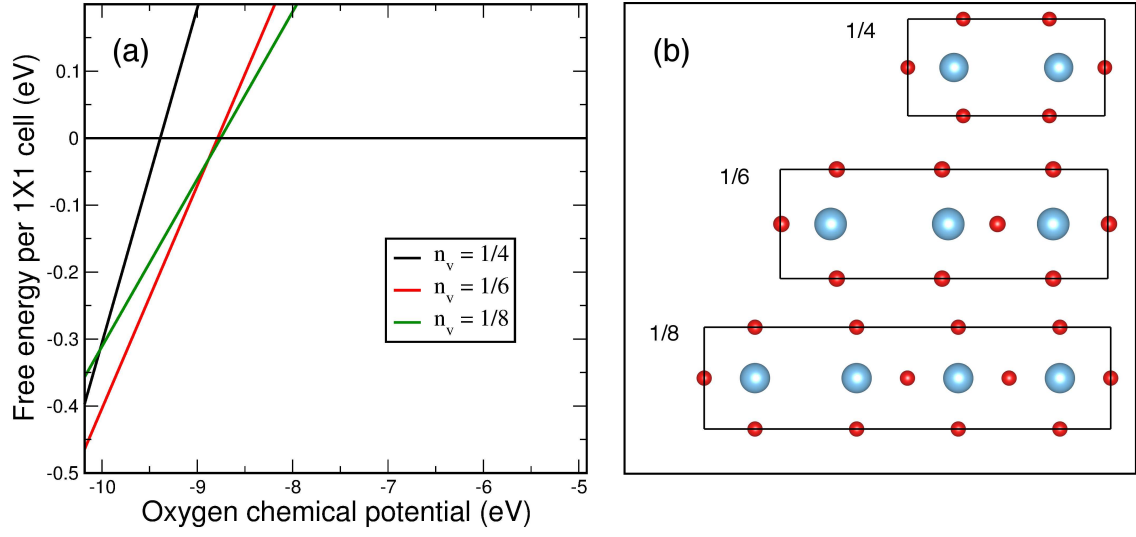 (a)
Free energy per 1X1 cell (eV)
0.1
0
-0.1
-0.2
-0.3
-0.4
-0.5
n_v = 1/4
n_v = 1/6
n_v = 1/8
-10 -9 -8 -7 -6 -5
Oxygen chemical potential (eV)
(b)
1/4
1/6
1/8